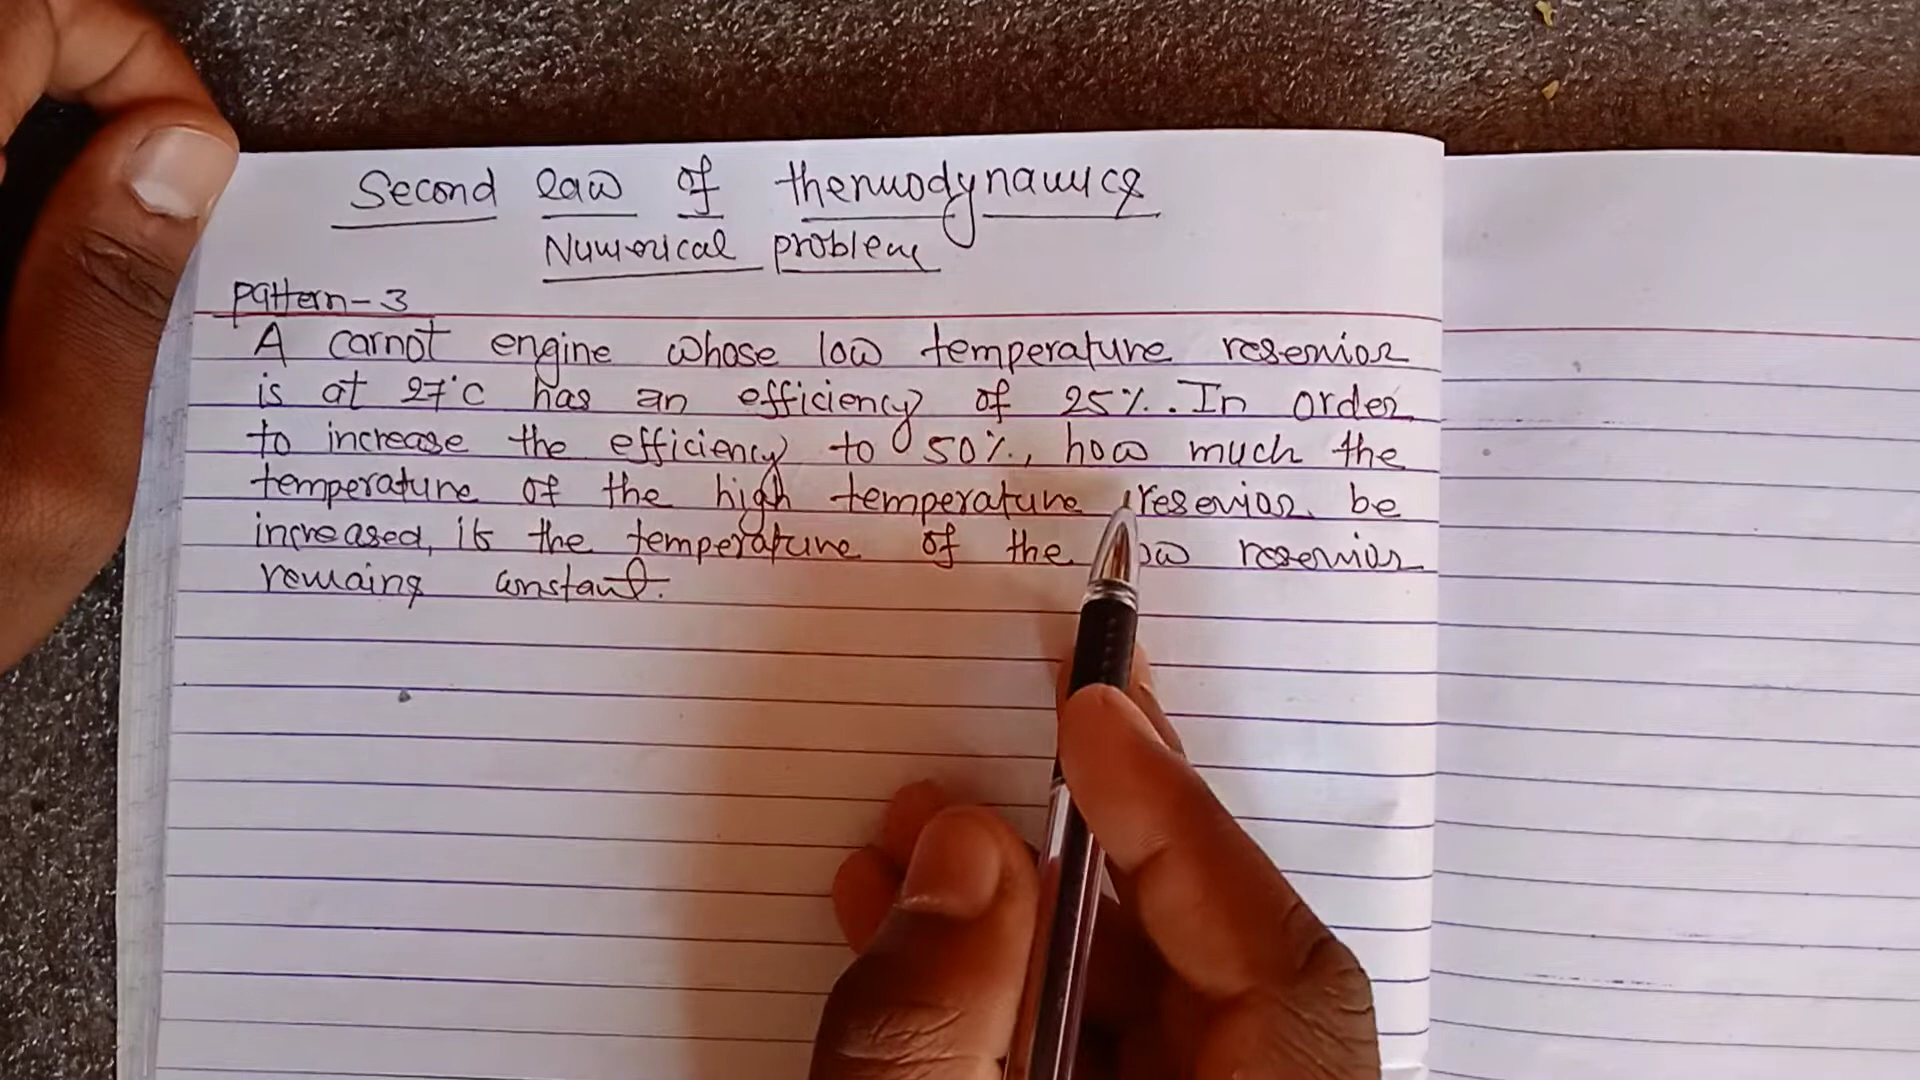 Second law of thermodynamics
Numerical problem
Pattern-3
A carnot engine whose low temperature reservior
is at 27°C has an efficiency of 25%. In order
to increase the efficiency to 50%, how much the
temperature of the high temperature reservior be
increased, if the temperature of the low reservior
remains constant.